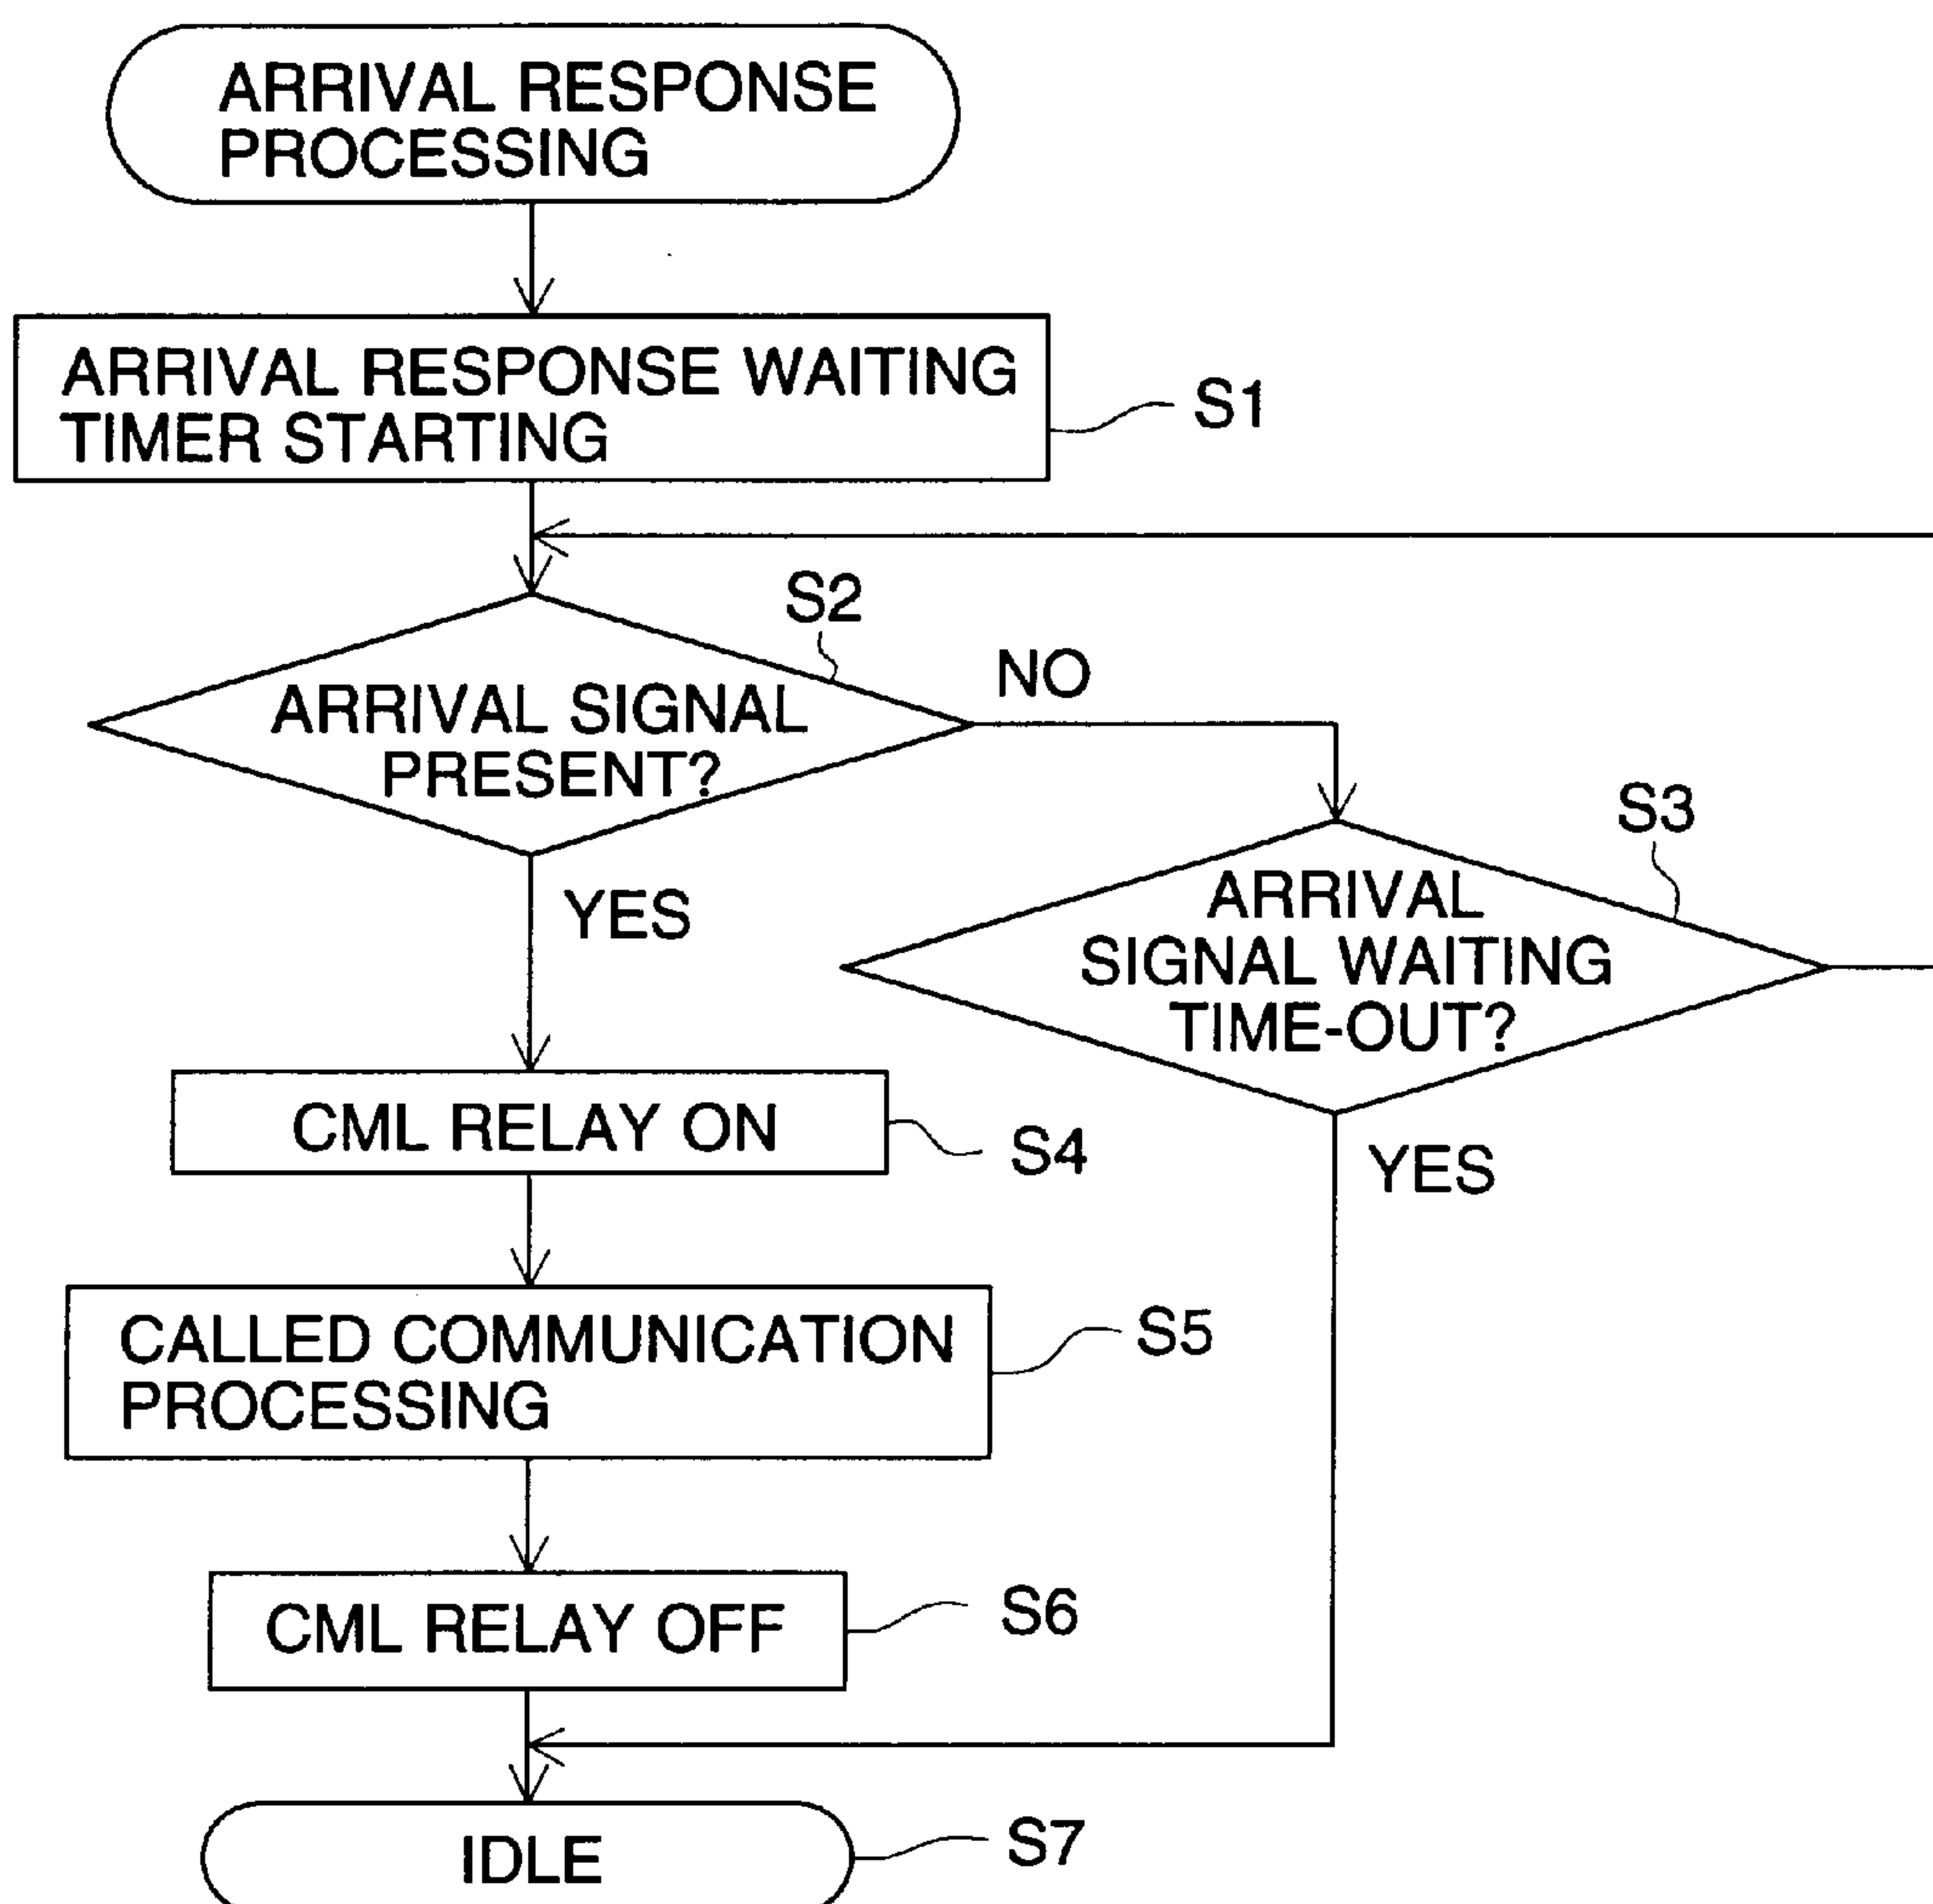 ARRIVAL RESPONSE
PROCESSING
ARRIVAL RESPONSE WAITING
TIMER STARTING
S1
S2
ARRIVAL SIGNAL
PRESENT?
NO
YES
S3
ARRIVAL
SIGNAL WAITING
TIME-OUT?
YES
CML RELAY ON
S4
CALLED COMMUNICATION
PROCESSING
S5
CML RELAY OFF
S6
IDLE
S7